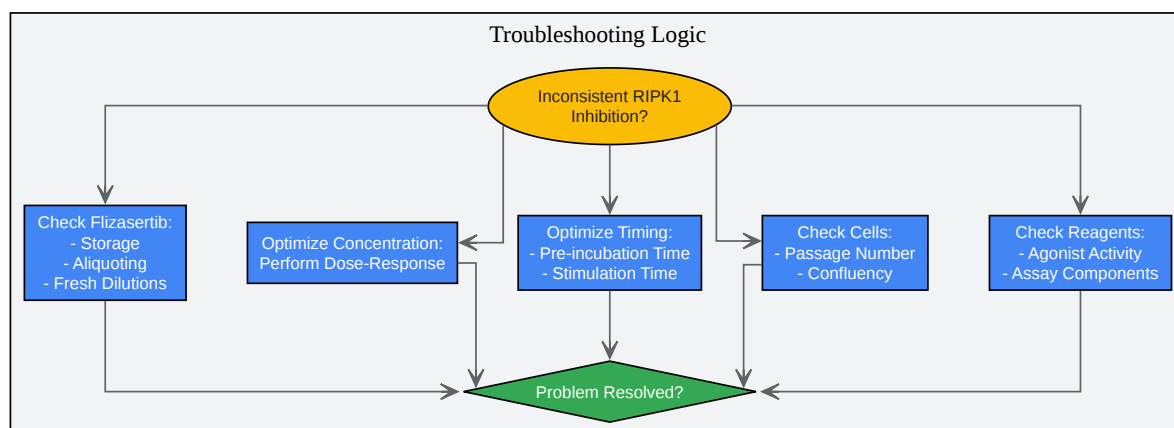 Troubleshooting Logic
Inconsistent RIPK1
Inhibition?
Check Flizasertib:
- Storage
- Aliquoting
- Fresh Dilutions
Optimize Concentration:
Perform Dose-Response
Optimize Timing:
- Pre-incubation Time
- Stimulation Time
Check Cells:
- Passage Number
- Confluency
Check Reagents:
- Agonist Activity
- Assay Components
Problem Resolved?